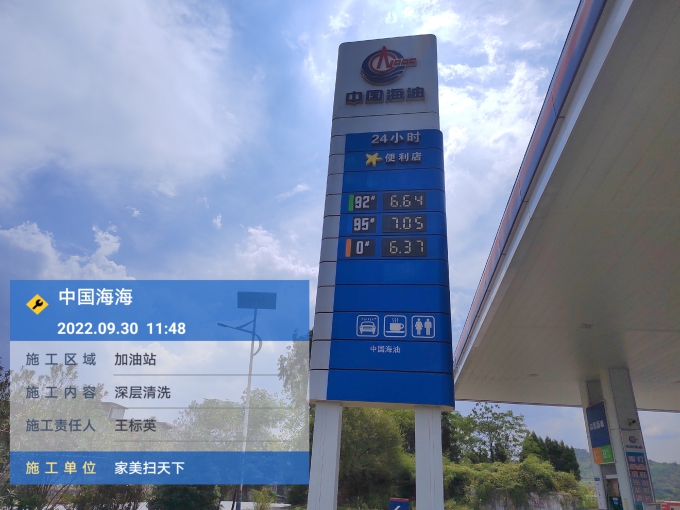 中国海油
24小时
便利店
92# 6.64
95# 7.05
0# 6.37
中国海油
中国海海
2022.09.30 11:48
施工区域 加油站
施工内容 深层清洗
施工责任人 王标英
施工单位 家美扫天下